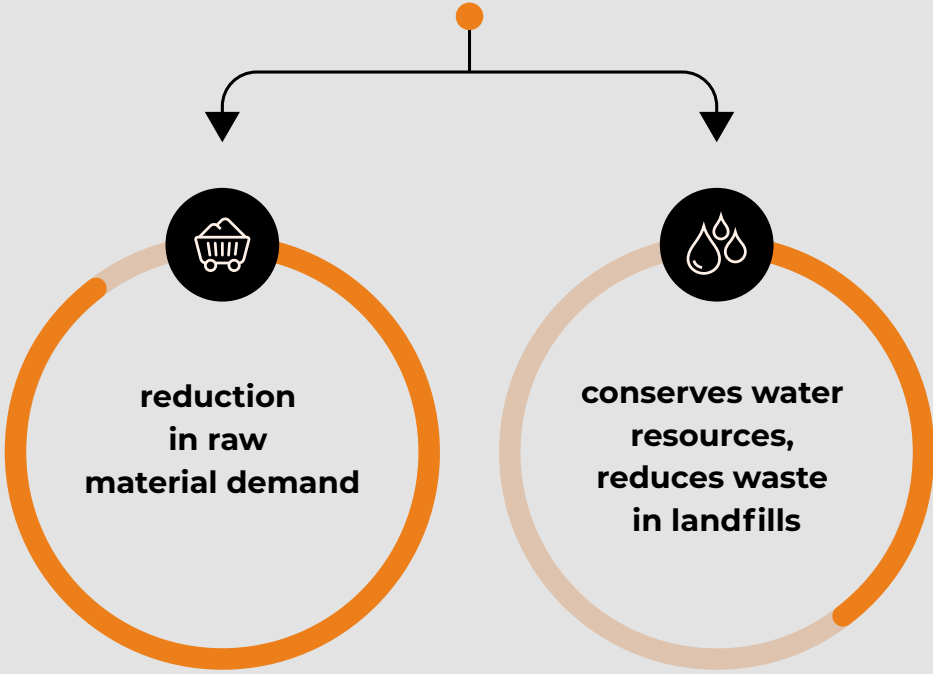 reduction
in raw
material demand
conserves water
resources,
reduces waste
in landfills